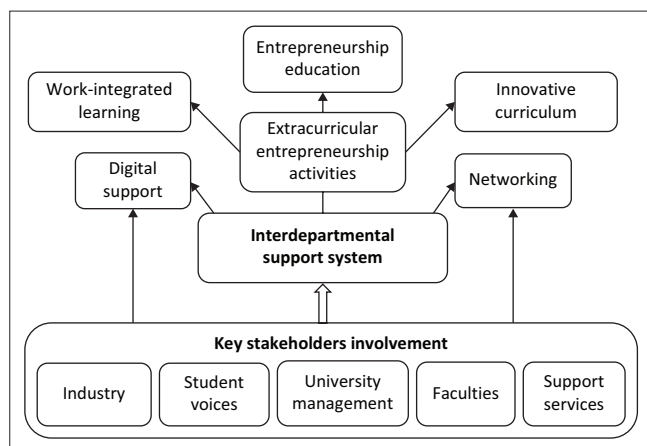 Entrepreneurship
education
Work-integrated
learning
Innovative
curriculum
Extracurricular
entrepreneurship
activities
Digital
support
Networking
Interdepartmental
support system
Key stakeholders involvement
Industry
Student
voices
University
management
Faculties
Support
services